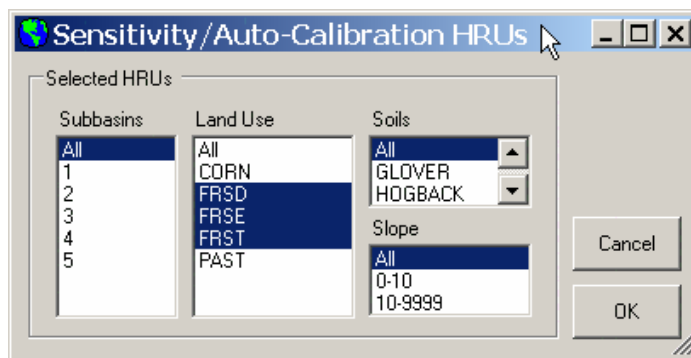 Sensitivity/Auto-Calibration HRUs
Selected HRUs
Subbasins
All
1
2
3
4
5
Land Use
All
CORN
FRSD
FRSE
FRST
PAST
Soils
All
GLOVER
HOGBACK
Slope
All
0-10
10-9999
Cancel
OK